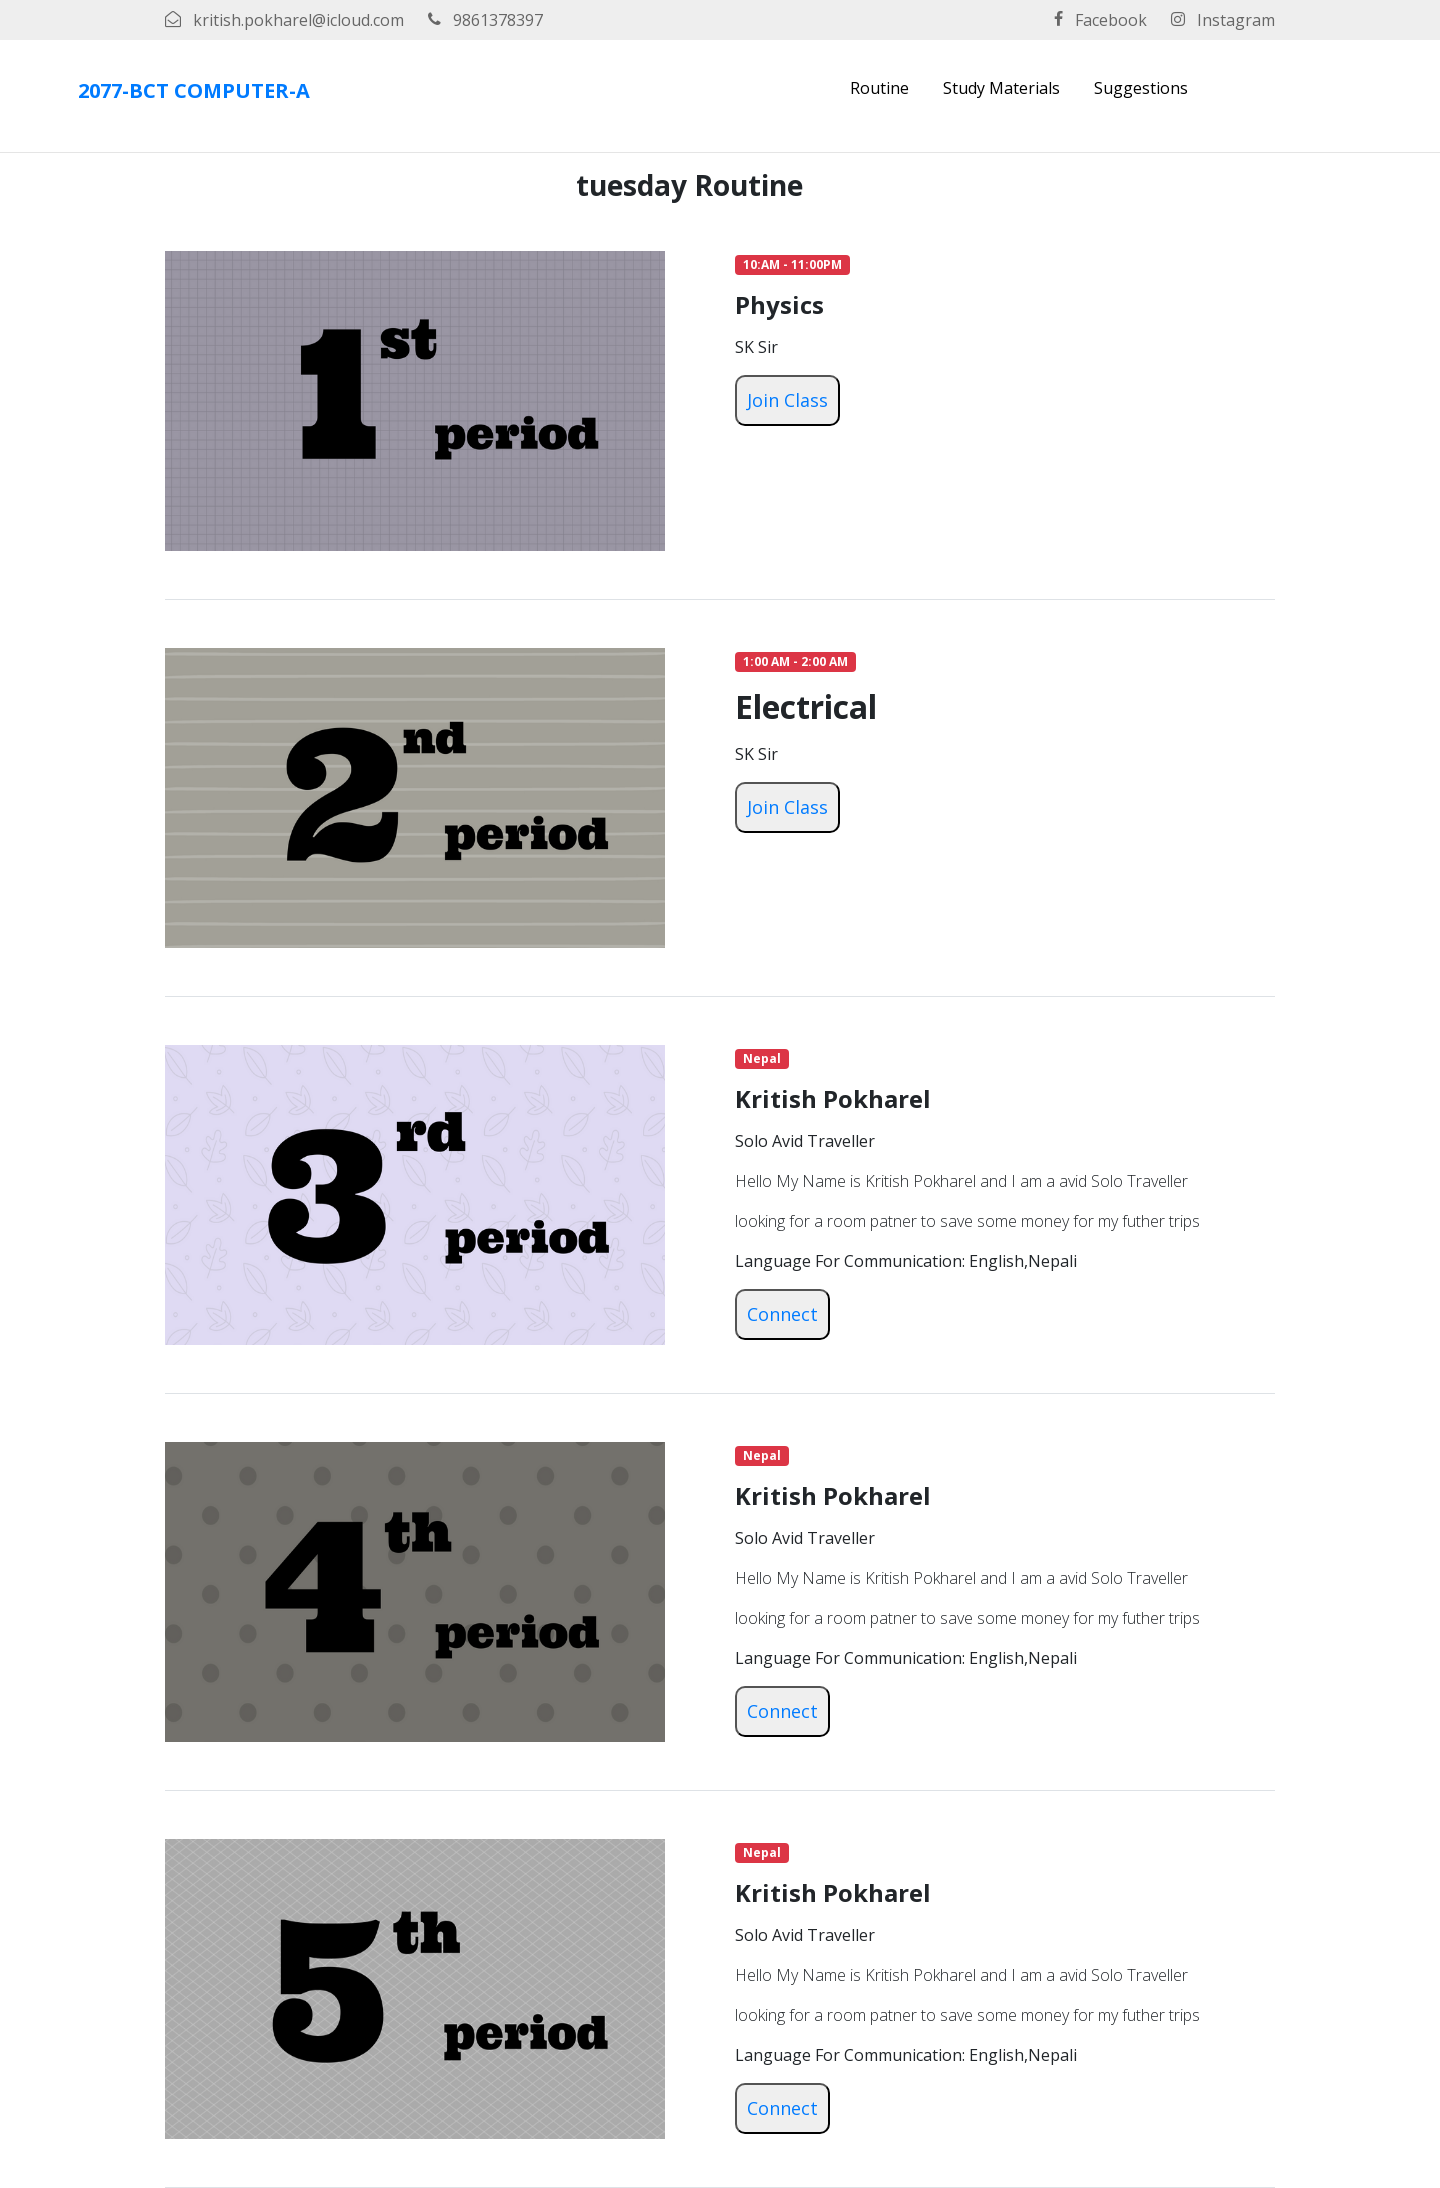 kritish.pokharel@icloud.com 9861378397 Facebook Instagram
2077-BCT COMPUTER-A Routine Study Materials Suggestions
tuesday Routine
1st
period
10:AM - 11:00PM
Physics
SK Sir
Join Class
2nd
period
1:00 AM - 2:00 AM
Electrical
SK Sir
Join Class
3rd
period
Nepal
Kritish Pokharel
Solo Avid Traveller
Hello My Name is Kritish Pokharel and I am a avid Solo Traveller
looking for a room patner to save some money for my futher trips
Language For Communication: English,Nepali
Connect
4th
period
Nepal
Kritish Pokharel
Solo Avid Traveller
Hello My Name is Kritish Pokharel and I am a avid Solo Traveller
looking for a room patner to save some money for my futher trips
Language For Communication: English,Nepali
Connect
5th
period
Nepal
Kritish Pokharel
Solo Avid Traveller
Hello My Name is Kritish Pokharel and I am a avid Solo Traveller
looking for a room patner to save some money for my futher trips
Language For Communication: English,Nepali
Connect